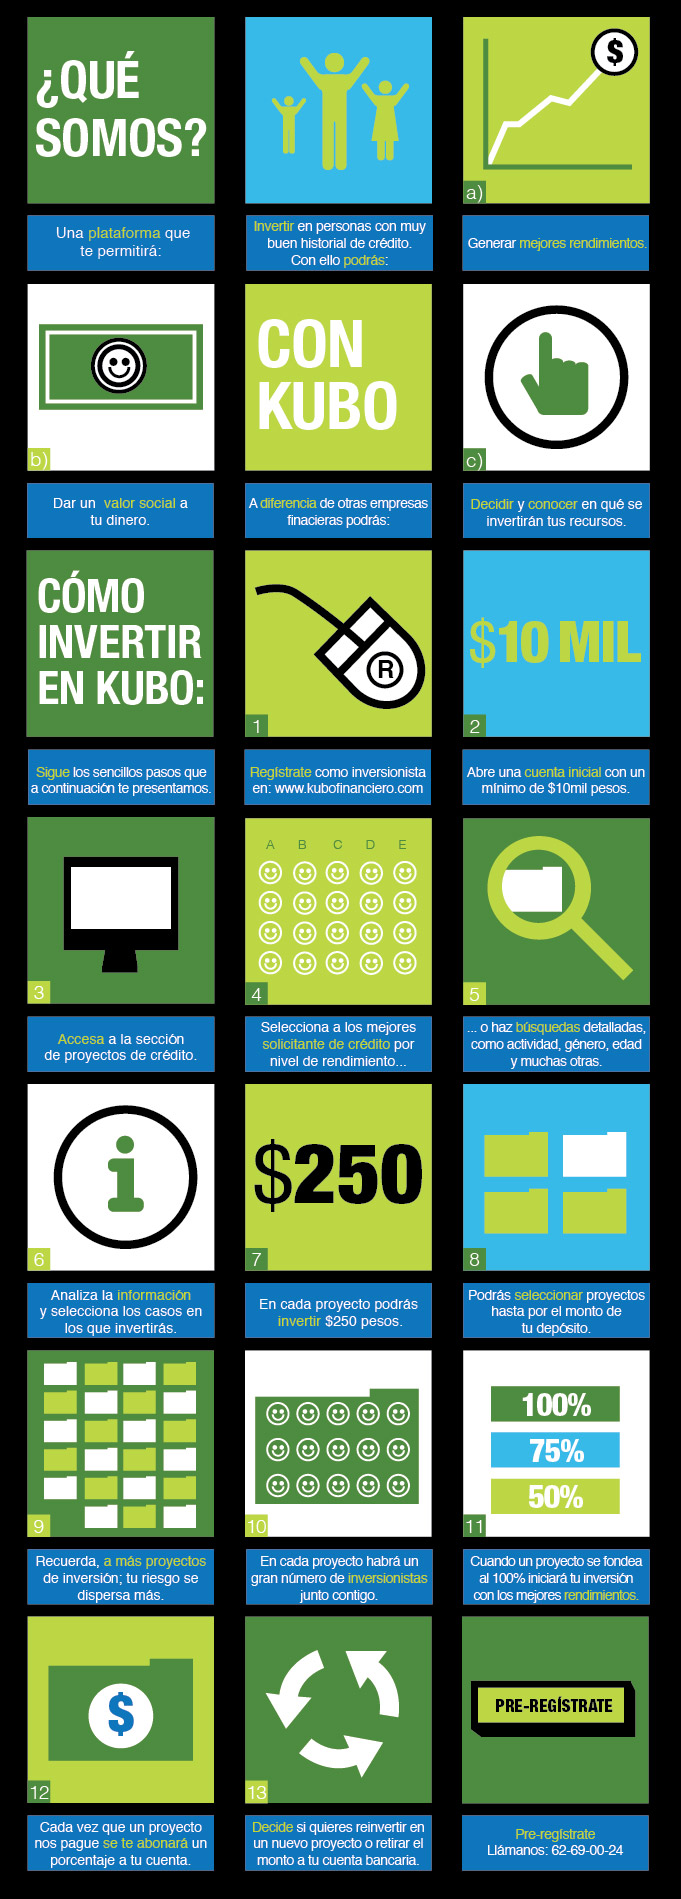 ¿QUÉ
SOMOS?
Una plataforma que
te permitirá:
Invertir en personas con muy
buen historial de crédito.
Con ello podrás:
$
a)
Generar mejores rendimientos.
b)
Dar un valor social a
tu dinero.
CON
KUBO
A diferencia de otras empresas
finacieras podrás:
c)
Decidir y conocer en qué se
invertirán tus recursos.
CÓMO
INVERTIR
EN KUBO:
Sigue los sencillos pasos que
a continuación te presentamos.
R
1
Regístrate como inversionista
en: www.kubofinanciero.com
$10 MIL
2
Abre una cuenta inicial con un
mínimo de $10mil pesos.
3
Accesa a la sección
de proyectos de crédito.
A B C D E
4
Selecciona a los mejores
solicitante de crédito por
nivel de rendimiento...
5
... o haz búsquedas detalladas,
como actividad, género, edad
y muchas otras.
i
6
Analiza la información
y selecciona los casos en
los que invertirás.
$250
7
En cada proyecto podrás
invertir $250 pesos.
8
Podrás seleccionar proyectos
hasta por el monto de
tu depósito.
9
Recuerda, a más proyectos
de inversión; tu riesgo se
dispersa más.
10
En cada proyecto habrá un
gran número de inversionistas
junto contigo.
100%
75%
50%
11
Cuando un proyecto se fondea
al 100% iniciará tu inversión
con los mejores rendimientos.
$
12
Cada vez que un proyecto
nos pague se te abonará un
porcentaje a tu cuenta.
13
Decide si quieres reinvertir en
un nuevo proyecto o retirar el
monto a tu cuenta bancaria.
PRE-REGÍSTRATE
Pre-regístrate
Llámanos: 62-69-00-24